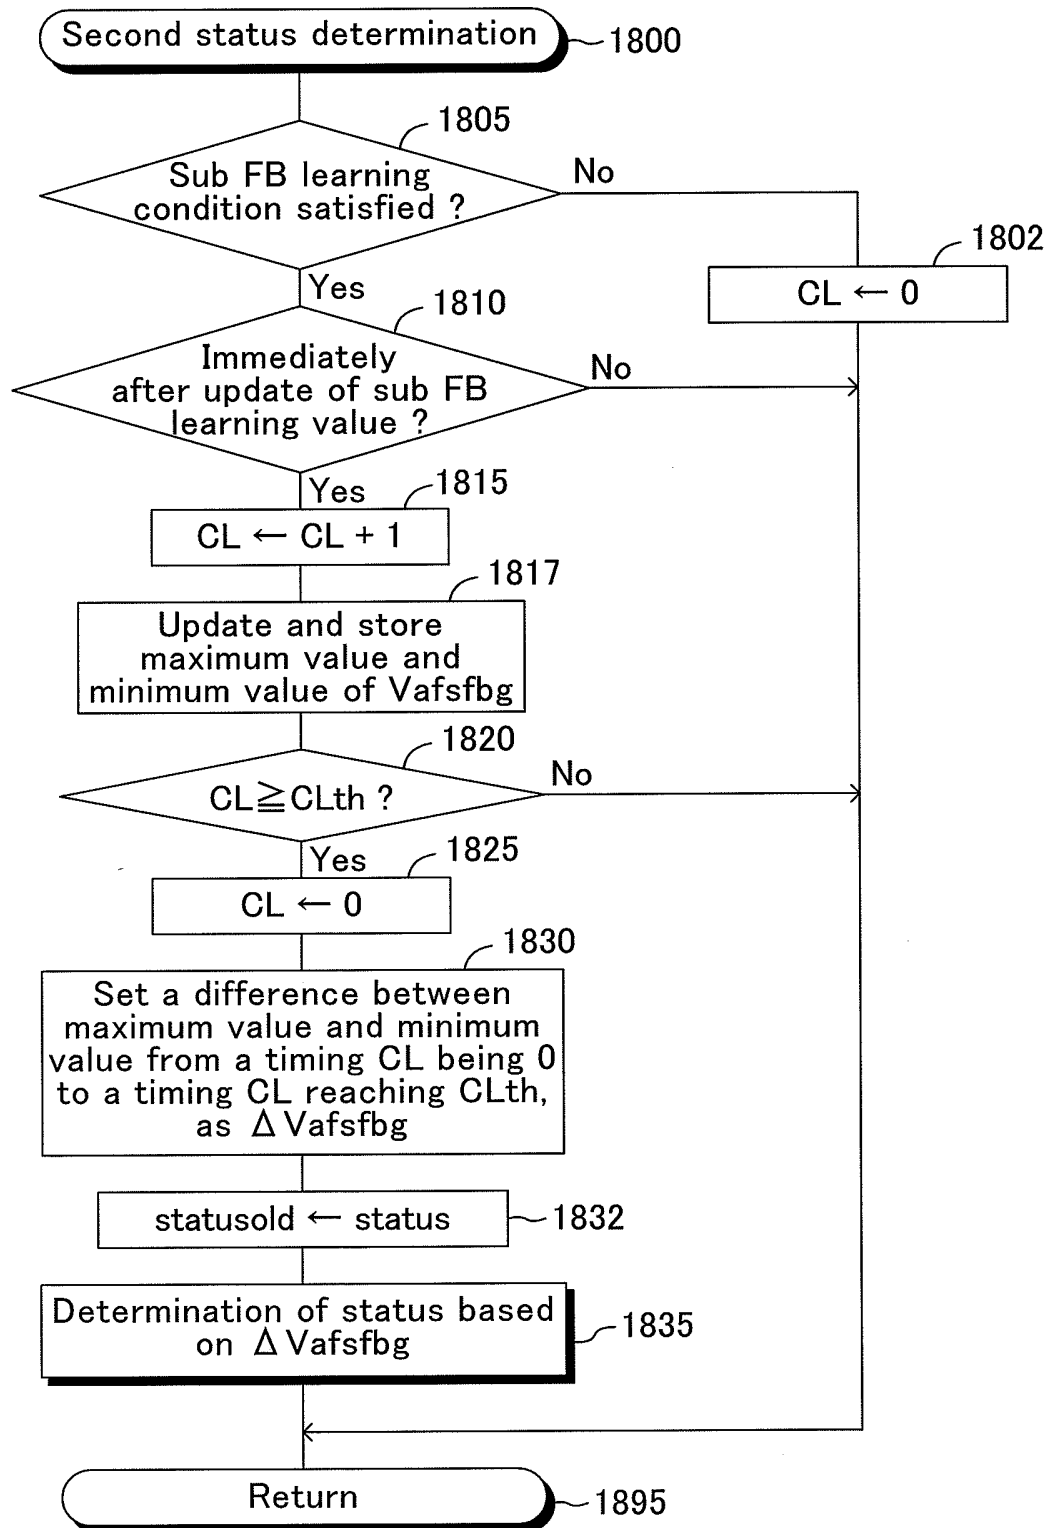 Second status determination
1800
1805
Sub FB learning
condition satisfied ?
No
1802
CL ← 0
Yes
1810
Immediately
after update of sub FB
learning value ?
No
Yes
1815
CL ← CL + 1
1817
Update and store
maximum value and
minimum value of Vafsfbg
1820
CL≧CLth ?
No
Yes
1825
CL ← 0
1830
Set a difference between
maximum value and minimum
value from a timing CL being 0
to a timing CL reaching CLth,
as Δ Vafsfbg
statusold ← status
1832
Determination of status based
on Δ Vafsfbg
1835
Return
1895